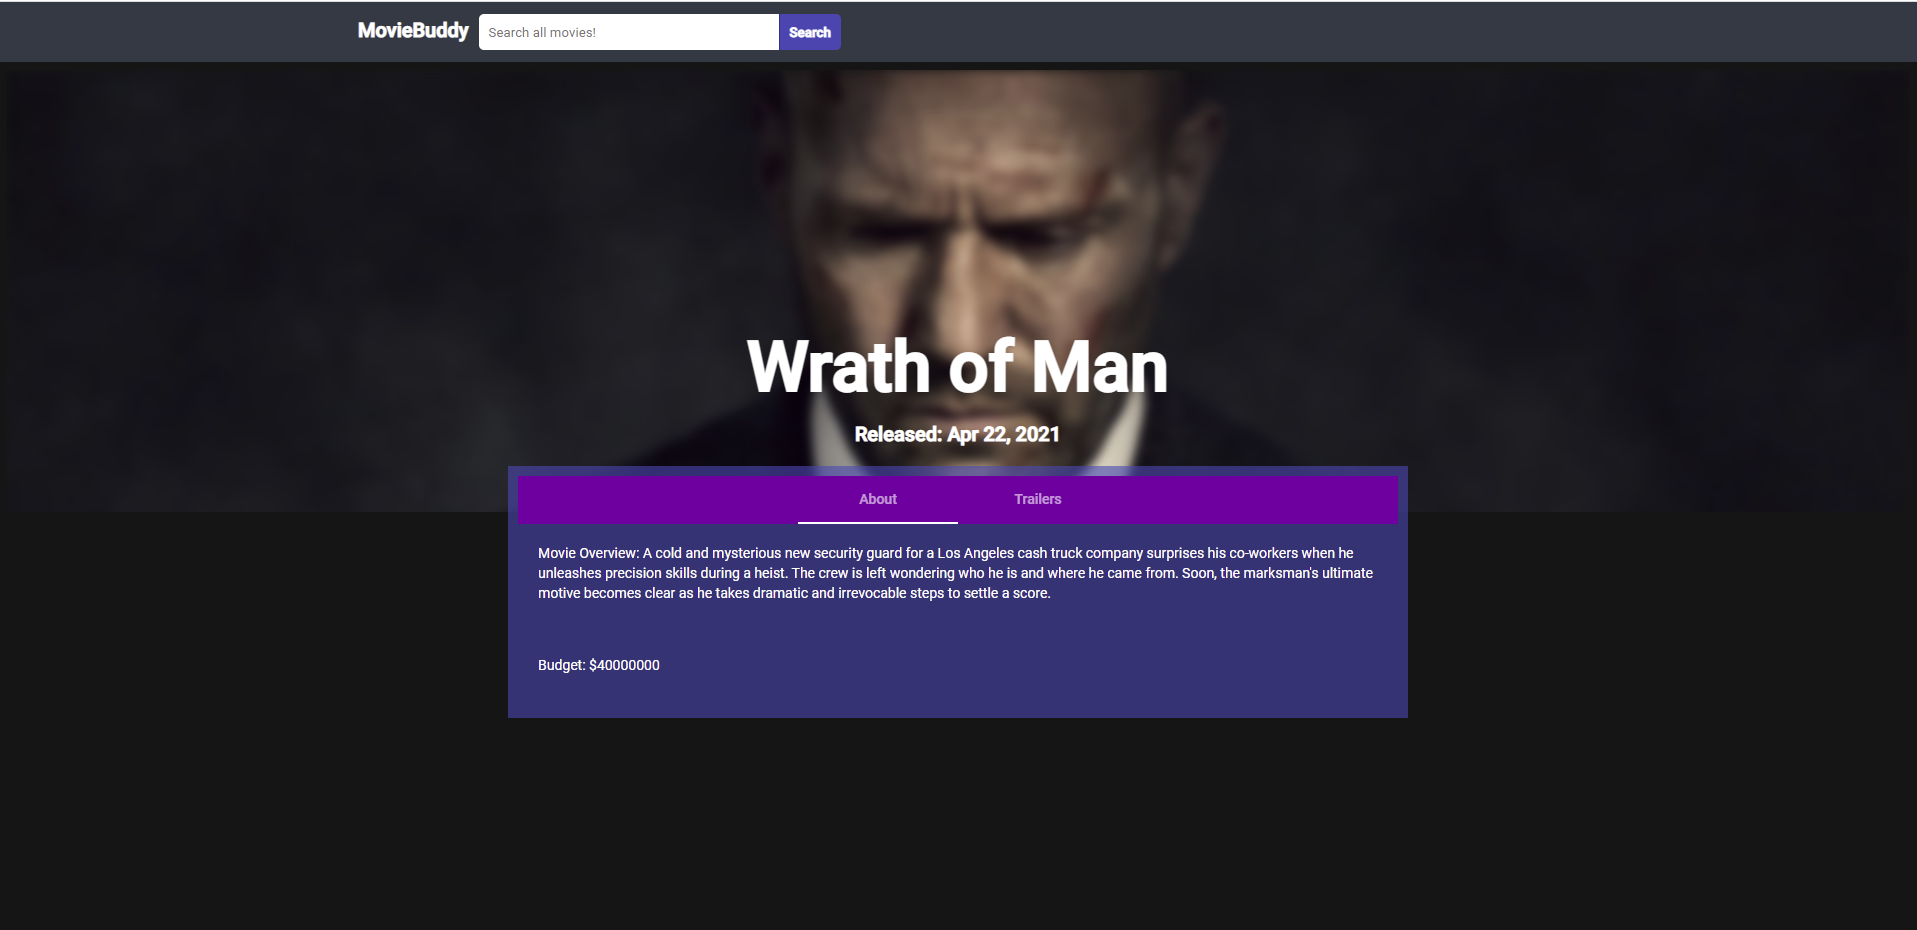 MovieBuddy
Search all movies!
Search
Wrath of Man
Released: Apr 22, 2021
About
Trailers
Movie Overview: A cold and mysterious new security guard for a Los Angeles cash truck company surprises his co-workers when he
unleashes precision skills during a heist. The crew is left wondering who he is and where he came from. Soon, the marksman's ultimate
motive becomes clear as he takes dramatic and irrevocable steps to settle a score.
Budget: $40000000